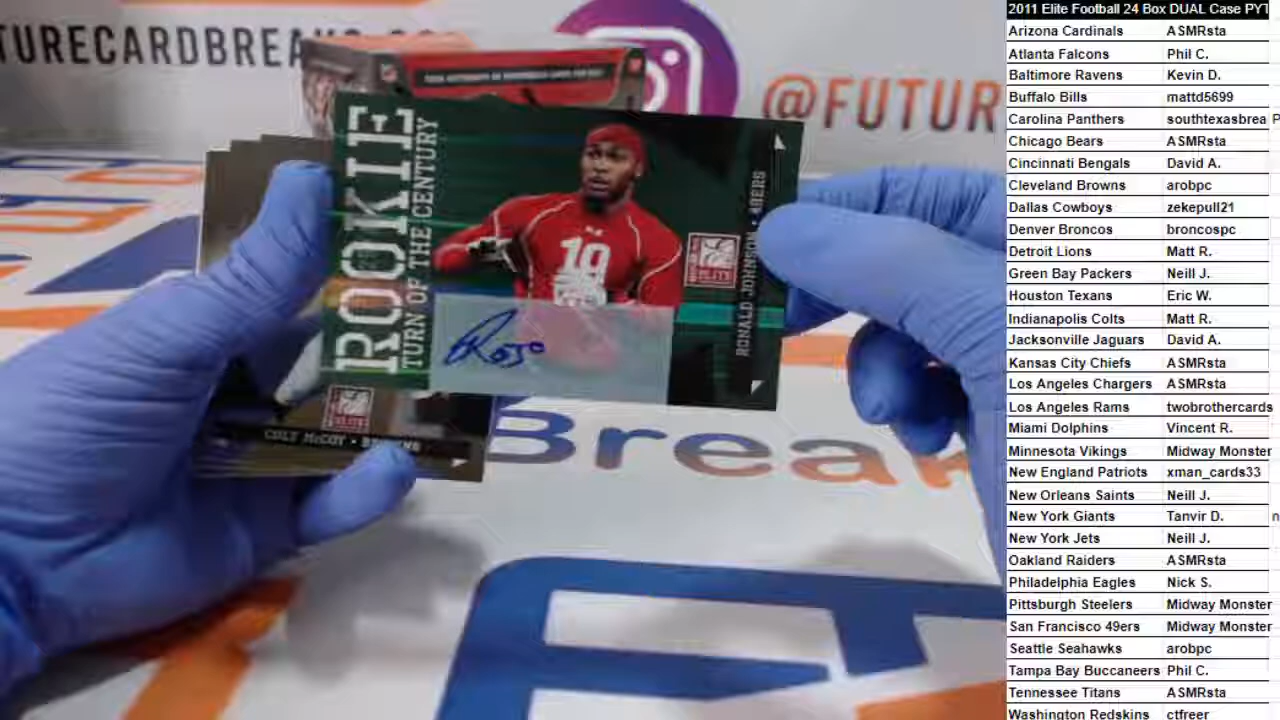 TURECARDBREAKS.
@FUTUR
ROOKIE
TURN OF THE CENTURY
19
ELITE
RONALD JOHNSON • 49ERS
RoJo
ELITE
COLT McCOY • BROWNS
Break
2011 Elite Football 24 Box DUAL Case PYT
Arizona Cardinals ASMRsta
Atlanta Falcons Phil C.
Baltimore Ravens Kevin D.
Buffalo Bills mattd5699
Carolina Panthers southtexasbrea P
Chicago Bears ASMRsta
Cincinnati Bengals David A.
Cleveland Browns arobpc
Dallas Cowboys zekepull21
Denver Broncos broncospc
Detroit Lions Matt R.
Green Bay Packers Neill J.
Houston Texans Eric W.
Indianapolis Colts Matt R.
Jacksonville Jaguars David A.
Kansas City Chiefs ASMRsta
Los Angeles Chargers ASMRsta
Los Angeles Rams twobrothercards
Miami Dolphins Vincent R.
Minnesota Vikings Midway Monster
New England Patriots xman_cards33
New Orleans Saints Neill J.
New York Giants Tanvir D. n
New York Jets Neill J.
Oakland Raiders ASMRsta
Philadelphia Eagles Nick S.
Pittsburgh Steelers Midway Monster
San Francisco 49ers Midway Monster
Seattle Seahawks arobpc
Tampa Bay Buccaneers Phil C.
Tennessee Titans ASMRsta
Washington Redskins ctfreer